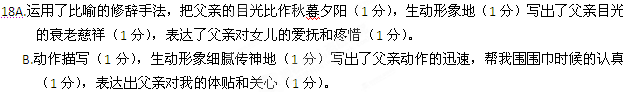 18A.运用了比喻的修辞手法，把父亲的目光比作秋暮夕阳（1分），生动形象地（1分）写出了父亲目光
的衰老慈祥（1分），表达了父亲对女儿的爱抚和疼惜（1分）。
B.动作描写（1分），生动形象细腻传神地（1分）写出了父亲动作的迅速，帮我围围巾时候的认真
（1分），表达出父亲对我的体贴和关心（1分）。